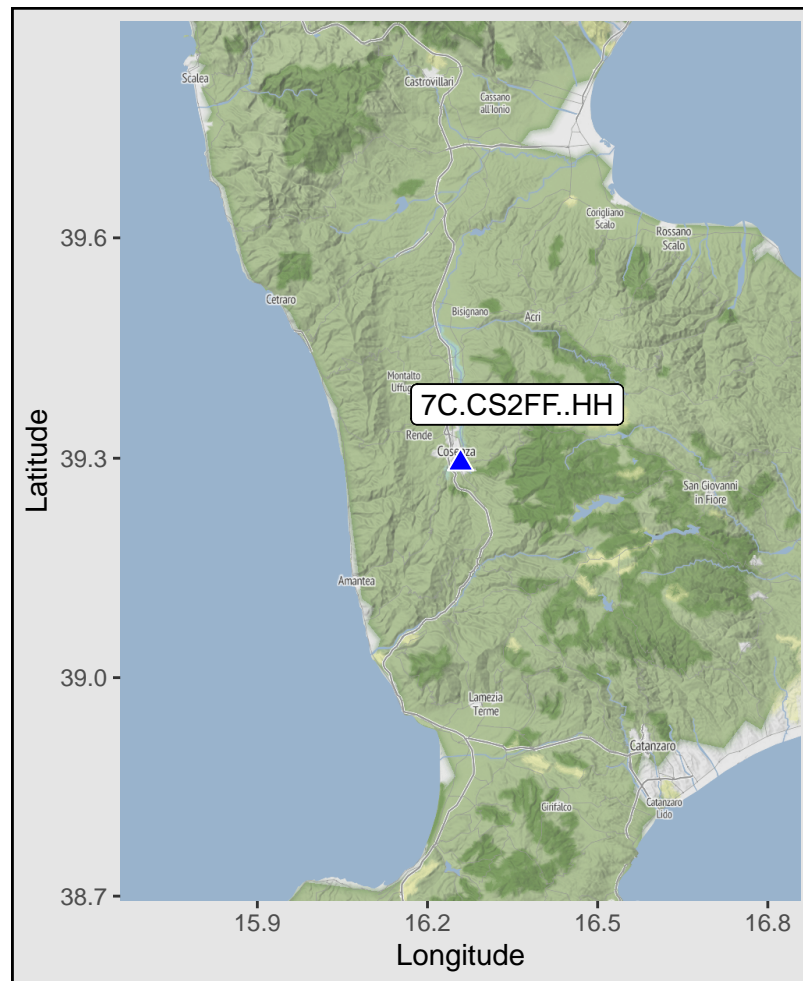 Scalea
Castrovillari
Cassano
all'Ionio
39.6
Corigliano
Scalo
Rossano
Scalo
Cetraro
Bisignano
Acri
Montalto
Uffug
7C.CS2FF..HH
Rende
Cosenza
39.3
Latitude
San Giovanni
in Fiore
Amantea
39.0
Lamezia
Terme
Catanzaro
Catanzaro
Lido
Girifalco
38.7
15.9
16.2
16.5
16.8
Longitude